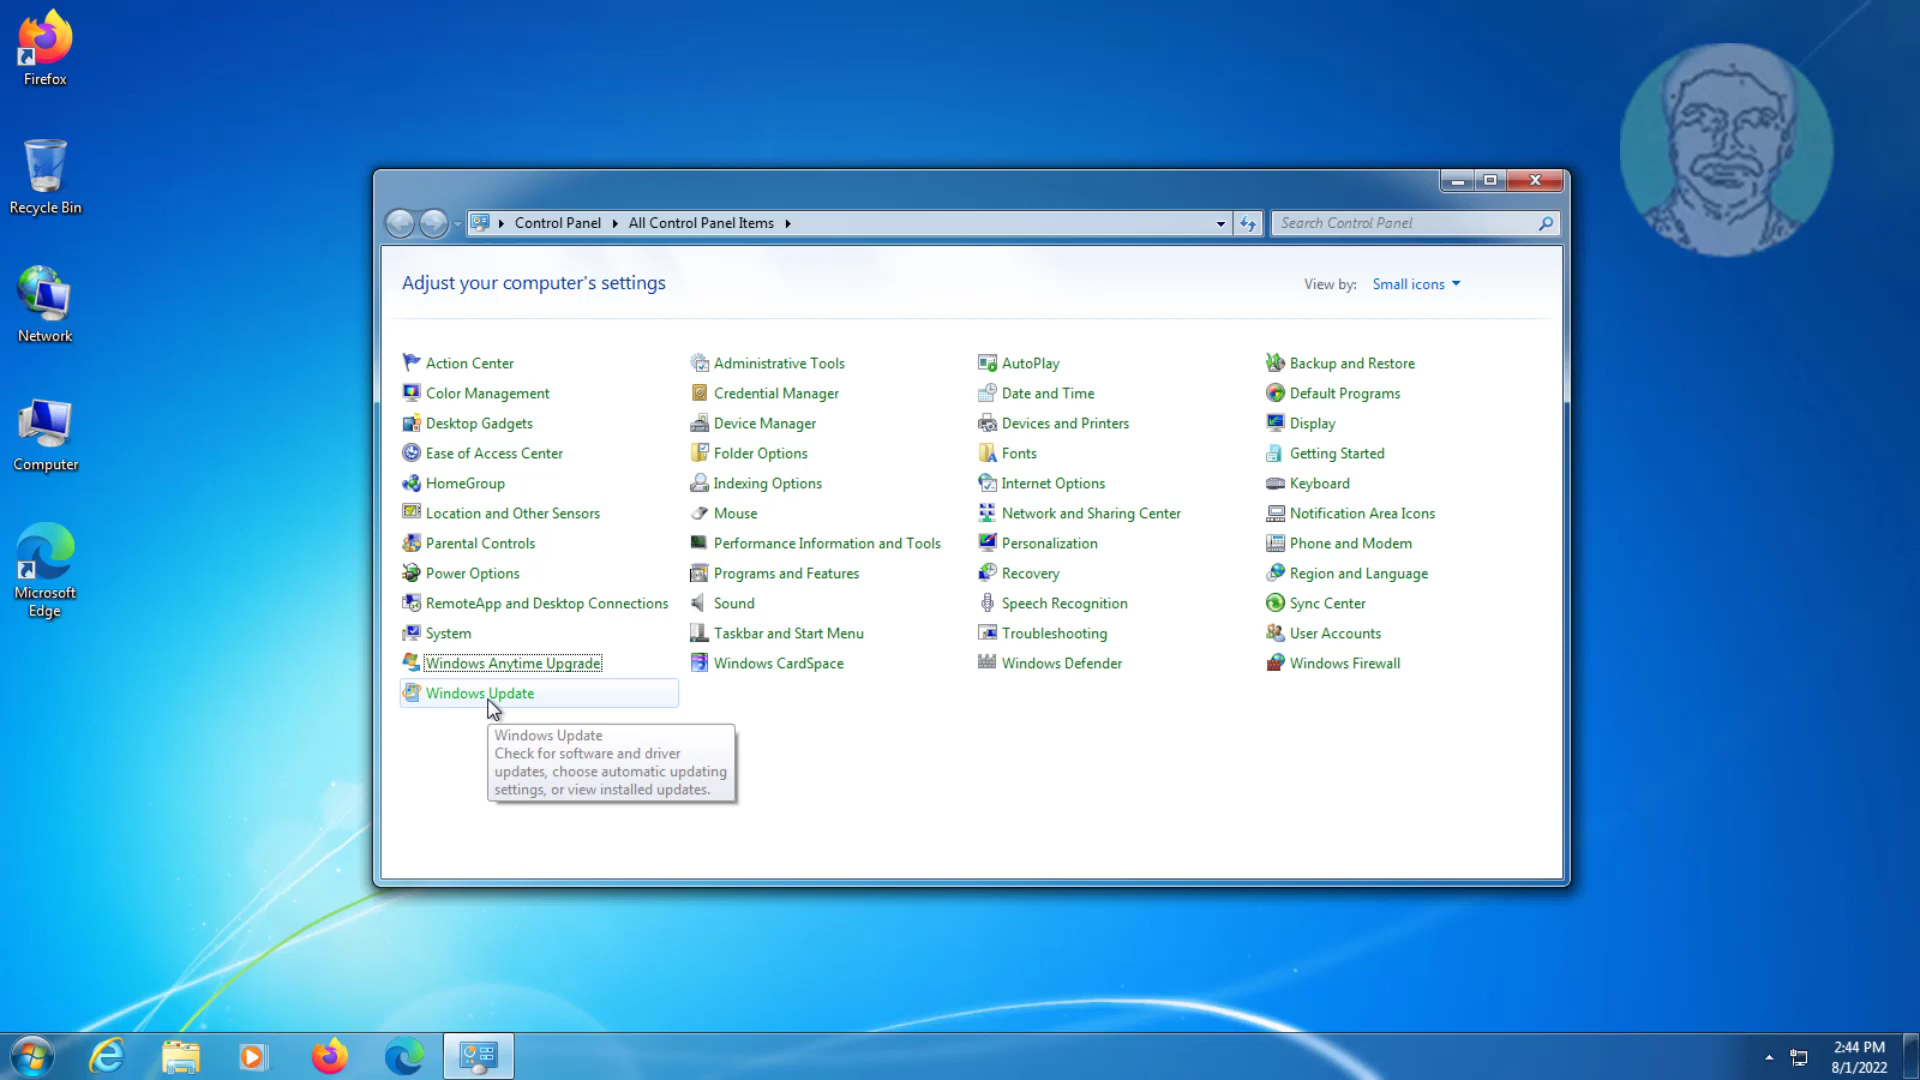 Firefox
Recycle Bin
Network
Computer
Microsoft
Edge
Control Panel
All Control Panel Items
Search Control Panel
Adjust your computer's settings
View by: Small icons
Action Center
Administrative Tools
AutoPlay
Backup and Restore
Color Management
Credential Manager
Date and Time
Default Programs
Desktop Gadgets
Device Manager
Devices and Printers
Display
Ease of Access Center
Folder Options
Fonts
Getting Started
HomeGroup
Indexing Options
Internet Options
Keyboard
Location and Other Sensors
Mouse
Network and Sharing Center
Notification Area Icons
Parental Controls
Performance Information and Tools
Personalization
Phone and Modem
Power Options
Programs and Features
Recovery
Region and Language
RemoteApp and Desktop Connections
Sound
Speech Recognition
Sync Center
System
Taskbar and Start Menu
Troubleshooting
User Accounts
Windows Anytime Upgrade
Windows CardSpace
Windows Defender
Windows Firewall
Windows Update
Windows Update
Check for software and driver
updates, choose automatic updating
settings, or view installed updates.
2:44 PM
8/1/2022